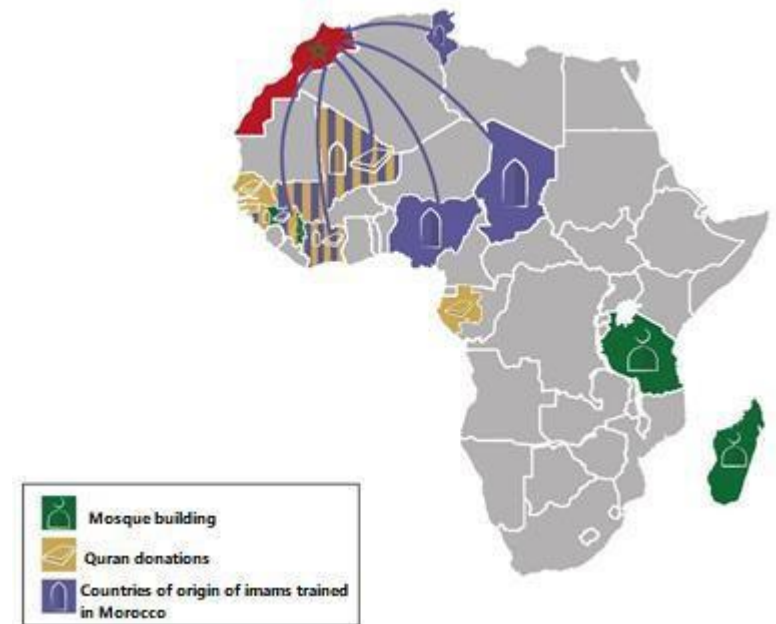 Mosque building
Quran donations
Countries of origin of imams trained
in Morocco